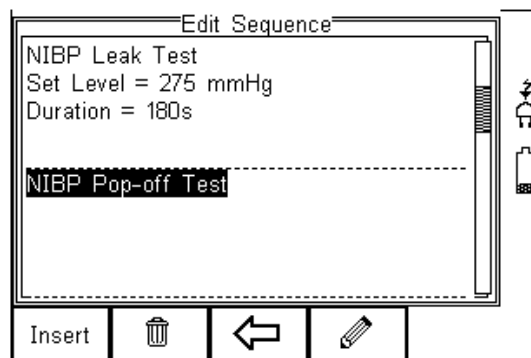 Edit Sequence
NIBP Leak Test
Set Level = 275 mmHg
Duration = 180s
NIBP Pop-off Test
Insert